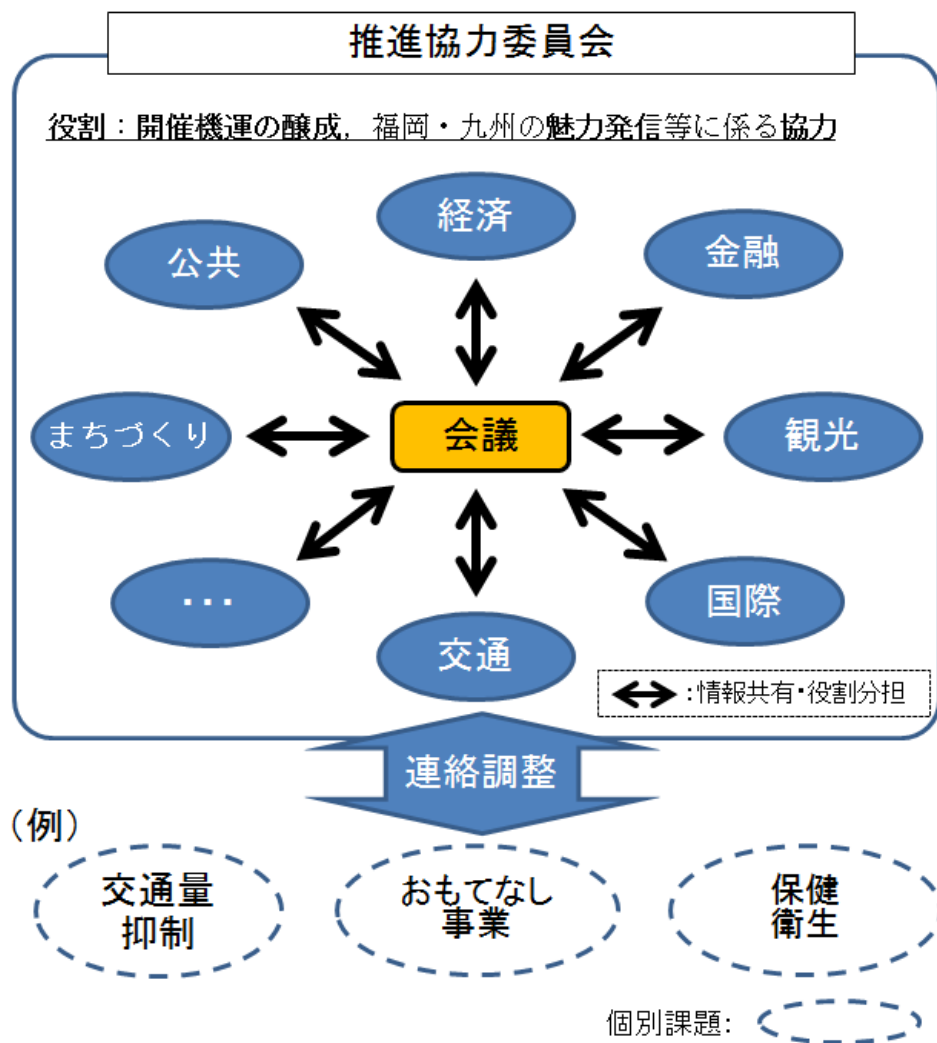 推進協力委員会
役割：開催機運の醸成，福岡・九州の魅力発信等に係る協力
経済
公共
金融
まちづくり
会議
観光
・・・
国際
交通
:情報共有・役割分担
連絡調整
（例）
交通量
抑制
おもてなし
事業
保健
衛生
個別課題: